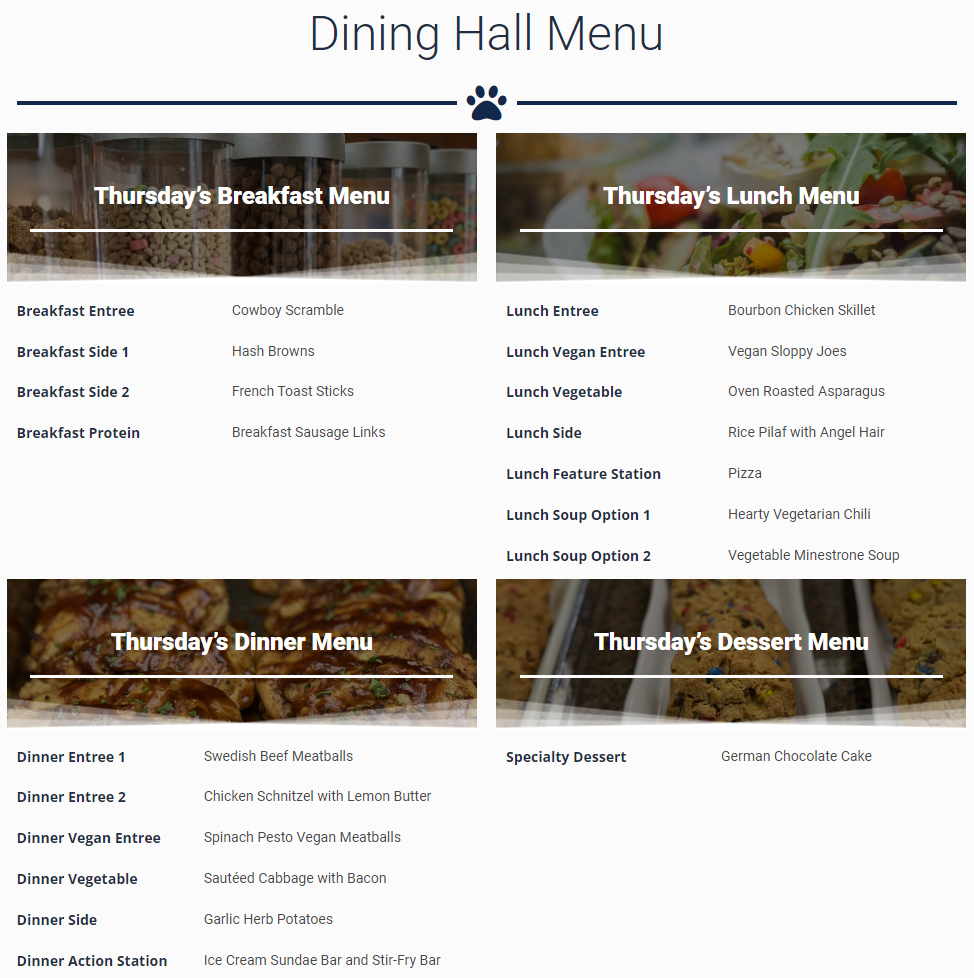 Dining Hall Menu
Thursday’s Breakfast Menu
Breakfast Entree Cowboy Scramble
Breakfast Side 1 Hash Browns
Breakfast Side 2 French Toast Sticks
Breakfast Protein Breakfast Sausage Links
Thursday’s Lunch Menu
Lunch Entree Bourbon Chicken Skillet
Lunch Vegan Entree Vegan Sloppy Joes
Lunch Vegetable Oven Roasted Asparagus
Lunch Side Rice Pilaf with Angel Hair
Lunch Feature Station Pizza
Lunch Soup Option 1 Hearty Vegetarian Chili
Lunch Soup Option 2 Vegetable Minestrone Soup
Thursday’s Dinner Menu
Dinner Entree 1 Swedish Beef Meatballs
Dinner Entree 2 Chicken Schnitzel with Lemon Butter
Dinner Vegan Entree Spinach Pesto Vegan Meatballs
Dinner Vegetable Sautéed Cabbage with Bacon
Dinner Side Garlic Herb Potatoes
Dinner Action Station Ice Cream Sundae Bar and Stir-Fry Bar
Thursday’s Dessert Menu
Specialty Dessert German Chocolate Cake